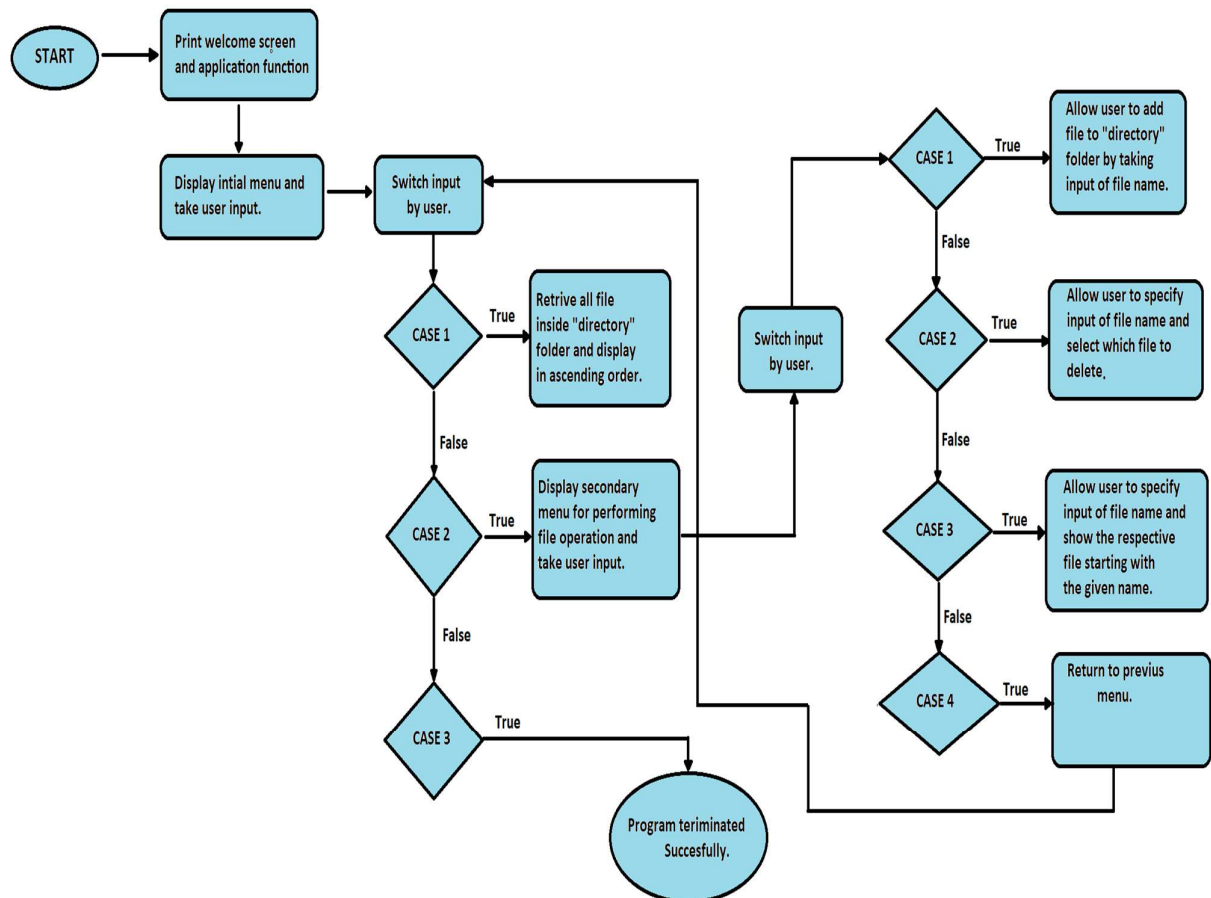 START
Print welcome screen
and application function
Display intial menu and
take user input.
Switch input
by user.
CASE 1
True
Retrive all file
inside "directory"
folder and display
in ascending order.
False
CASE 2
True
Display secondary
menu for performing
file operation and
take user input.
False
CASE 3
True
Program teriminated
Succesfully.
Switch input
by user.
CASE 1
True
Allow user to add
file to "directory"
folder by taking
input of file name.
False
CASE 2
True
Allow user to specify
input of file name and
select which file to
delete.
False
CASE 3
True
Allow user to specify
input of file name and
show the respective
file starting with
the given name.
False
CASE 4
True
Return to previus
menu.